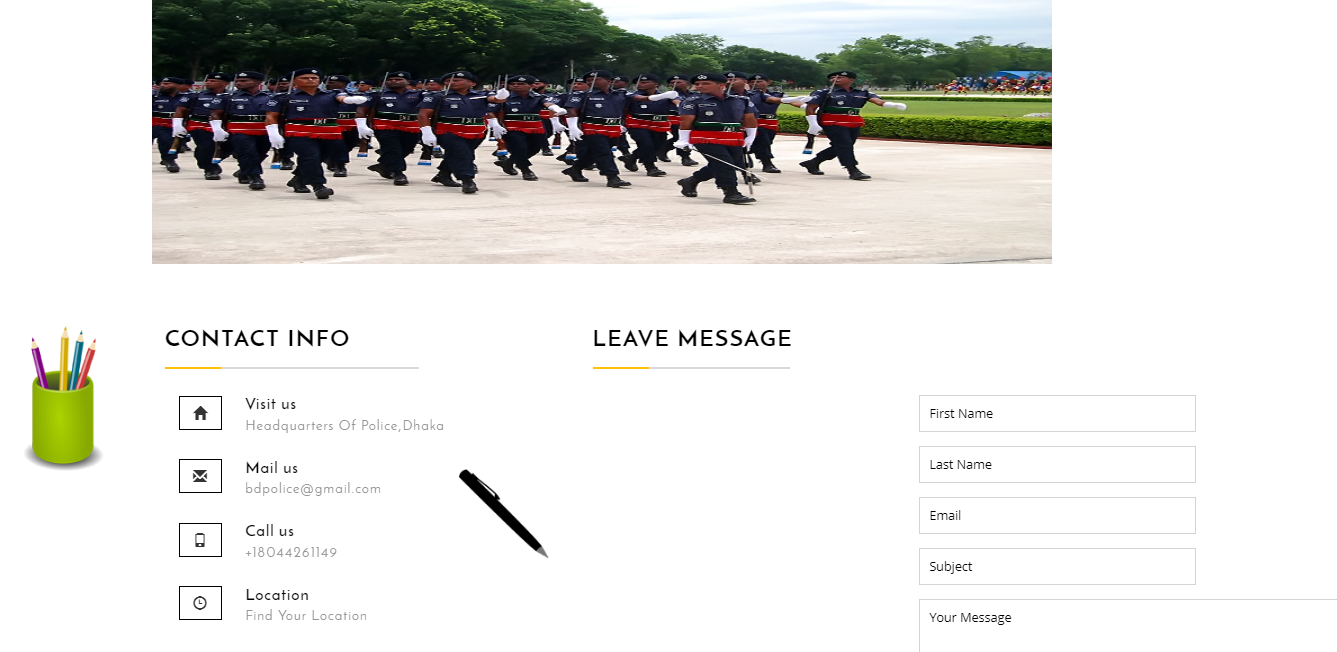 CONTACT INFO
Visit us
Headquarters Of Police,Dhaka
Mail us
bdpolice@gmail.com
Call us
+18044261149
Location
Find Your Location
LEAVE MESSAGE
First Name
Last Name
Email
Subject
Your Message